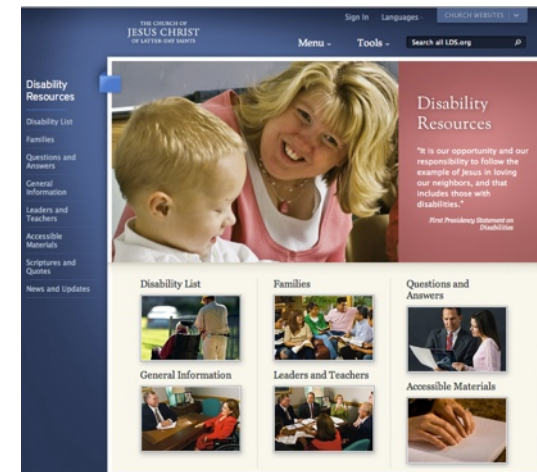 Sign In Languages CHURCH WEBSITES
THE CHURCH OF
JESUS CHRIST
OF LATTER-DAY SAINTS
Menu Tools Search all LDS.org
Disability
Resources
Disability List
Families
Questions and
Answers
General
Information
Leaders and
Teachers
Accessible
Materials
Scriptures and
Quotes
News and Updates
Disability
Resources
"It is our opportunity and our
responsibility to follow the
example of Jesus in loving
our neighbors, and that
includes those with
disabilities."
First Presidency Statement on
Disabilities
Disability List
Families
Questions and
Answers
General Information
Leaders and Teachers
Accessible Materials